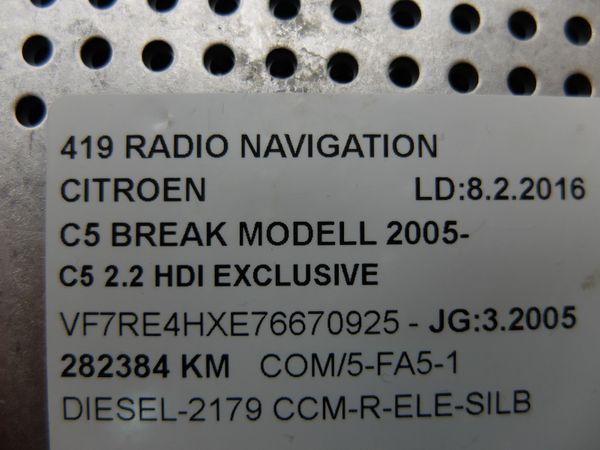 419 RADIO NAVIGATION
CITROEN LD:8.2.2016
C5 BREAK MODELL 2005-
C5 2.2 HDI EXCLUSIVE
VF7RE4HXE76670925 - JG:3.2005
282384 KM COM/5-FA5-1
DIESEL-2179 CCM-R-ELE-SILB